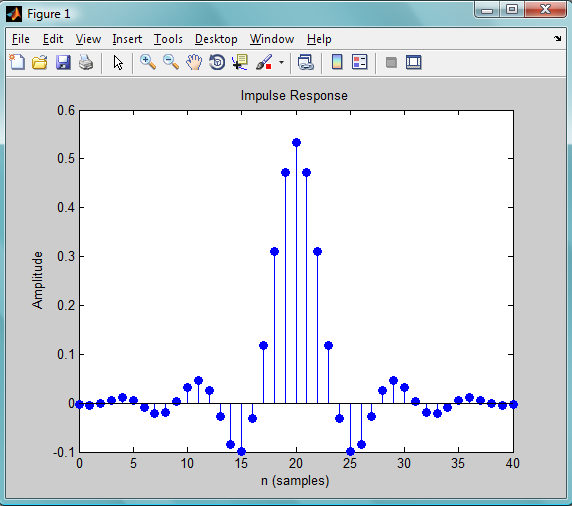 Figure 1
File Edit View Insert Tools Desktop Window Help
Impulse Response
0.6
0.5
0.4
0.3
0.2
0.1
0
-0.1
Amplitude
0 5 10 15 20 25 30 35 40
n (samples)